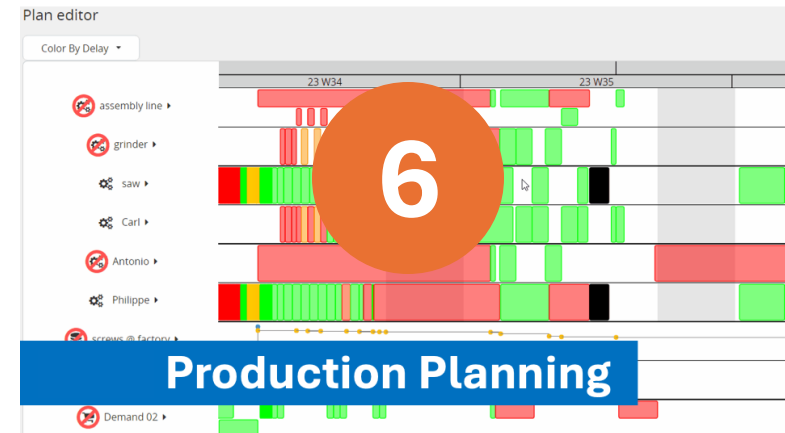 Plan editor
Color By Delay
23 W34
23 W35
assembly line
grinder
saw
Carl
Antonio
Philippe
screws @ factory
6
Production Planning
Demand 02